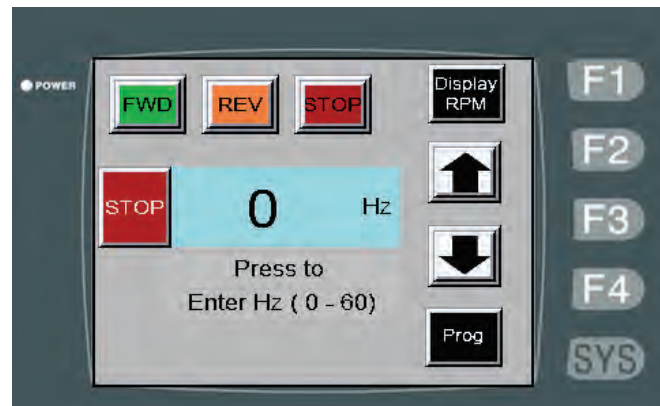 POWER
FWD
REV
STOP
Display
RPM
F1
F2
STOP
0
Hz
F3
Press to
Enter Hz ( 0 - 60)
F4
Prog
SYS